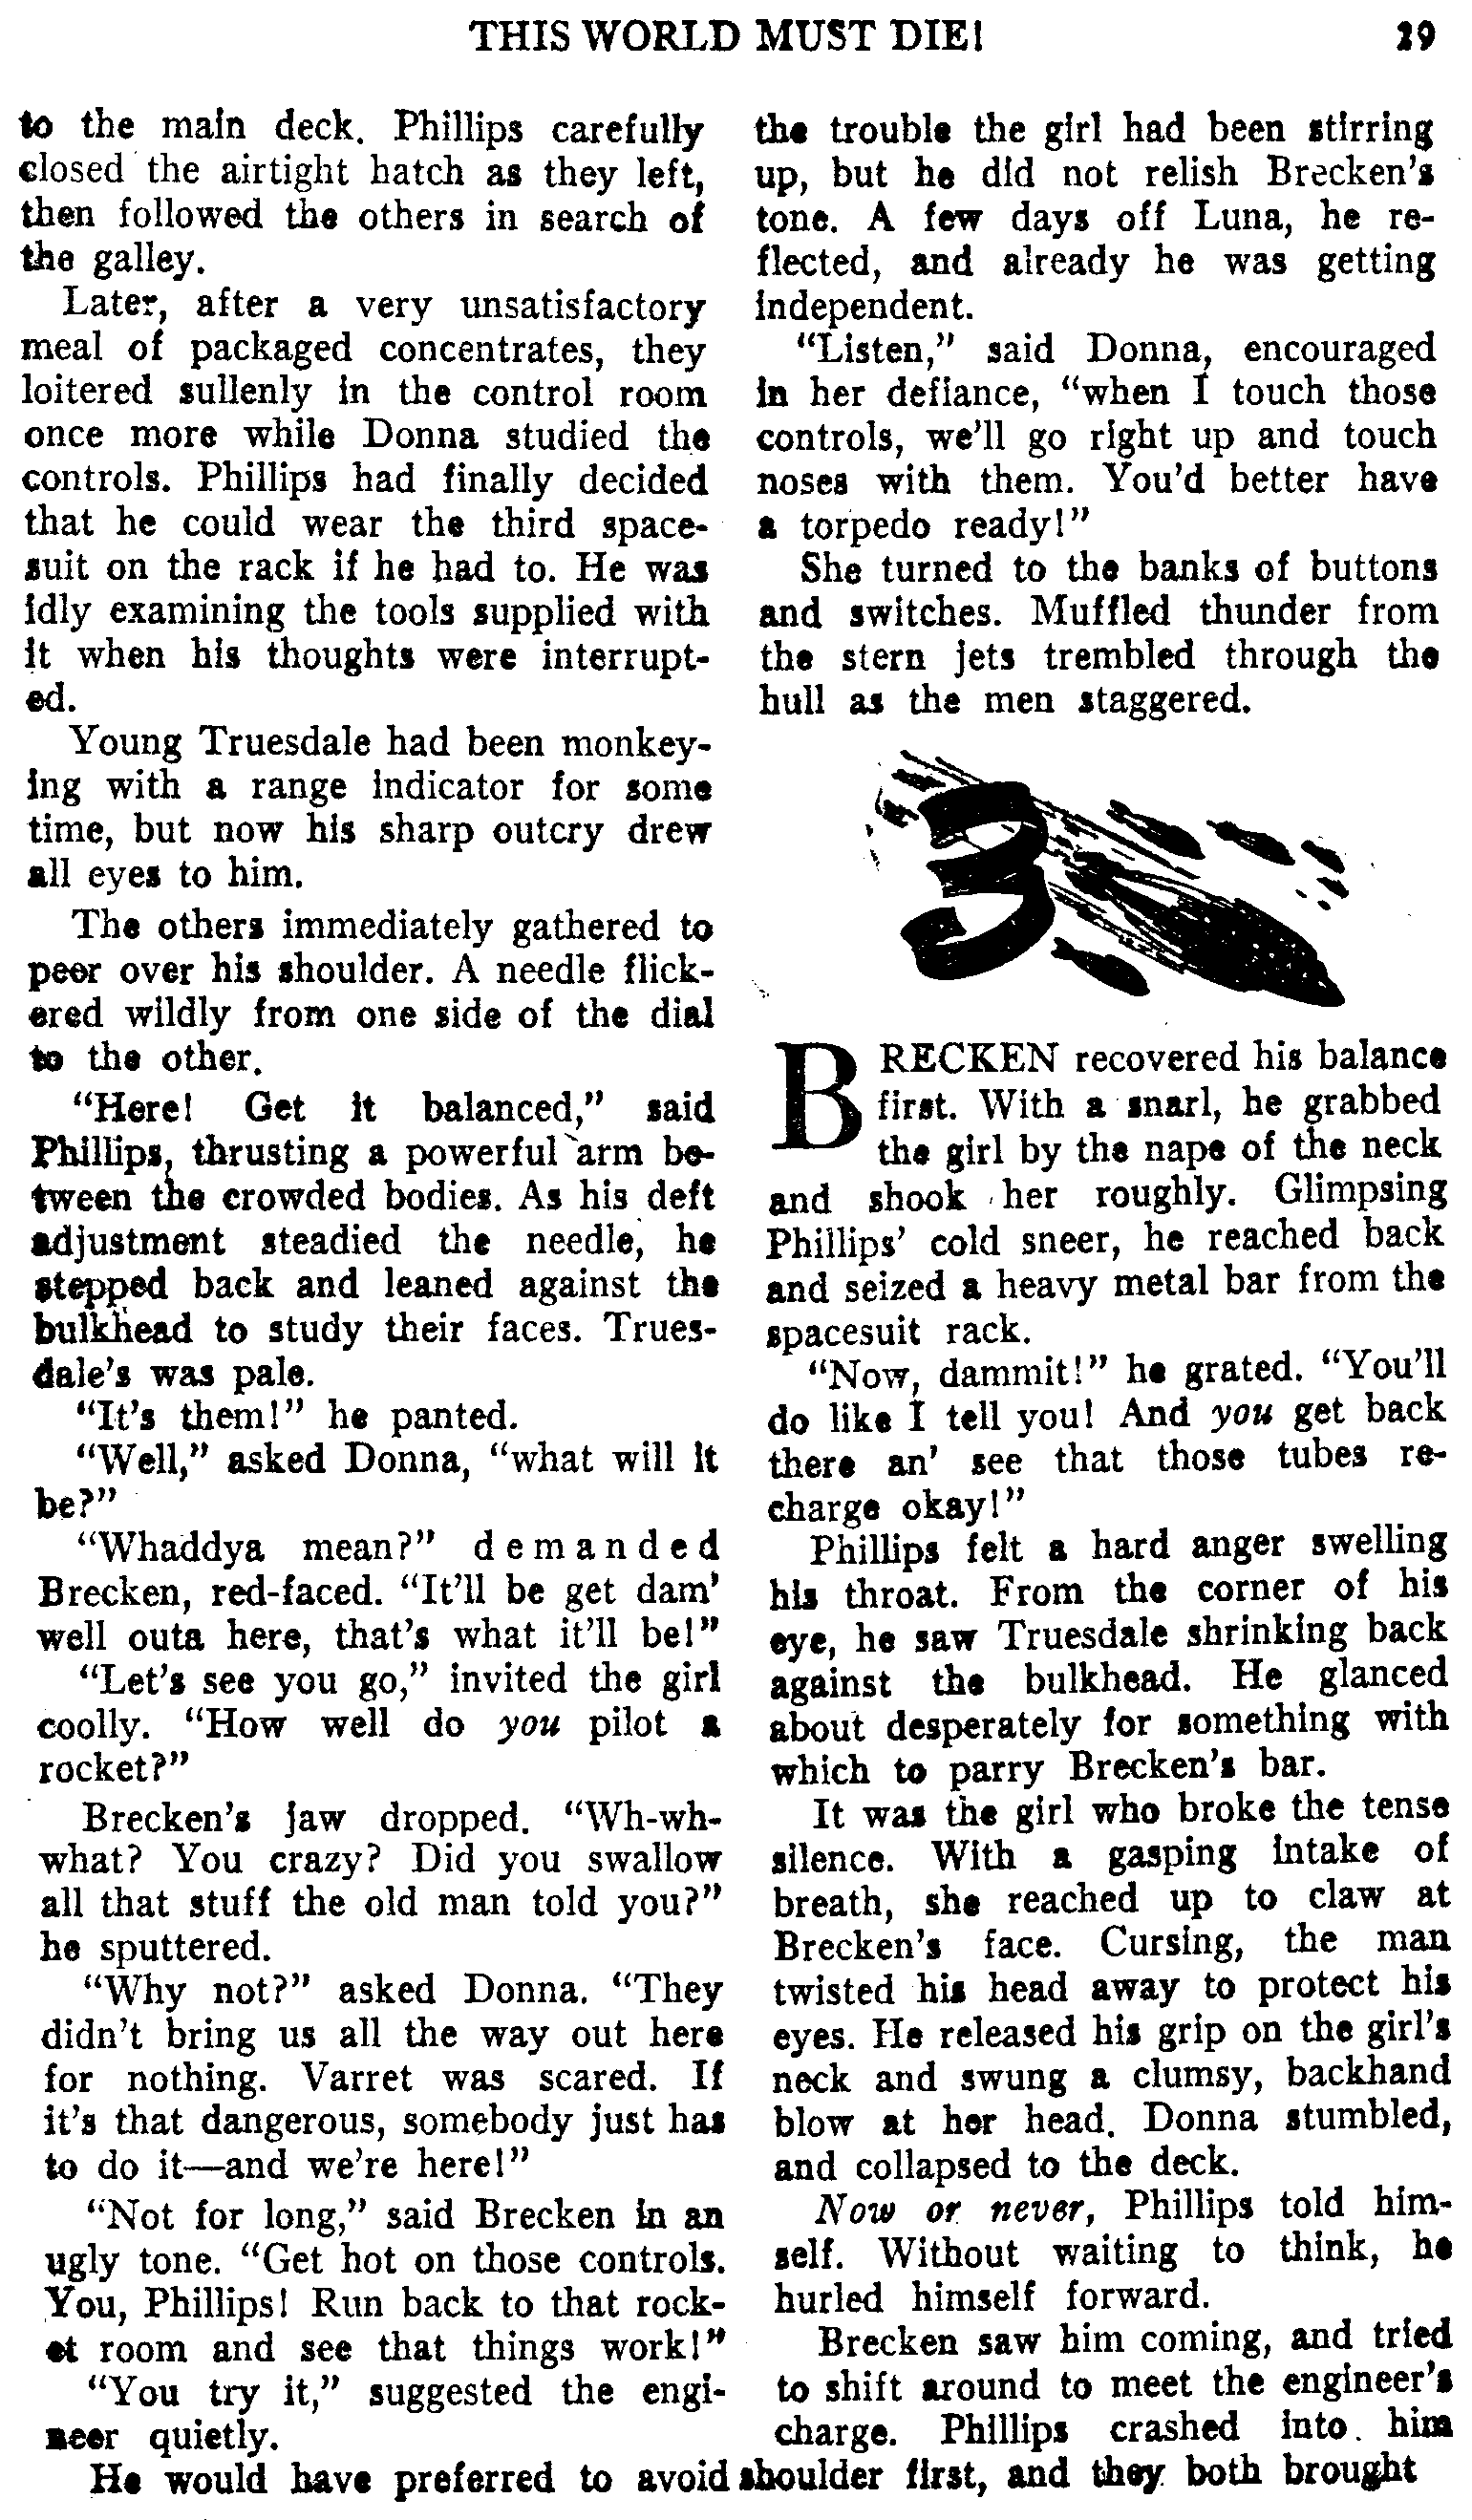 THIS WORLD MUST DIE! 29
to the main deck. Phillips carefully
closed the airtight hatch as they left,
then followed the others in search of
the galley.
Later, after a very unsatisfactory
meal of packaged concentrates, they
loitered sullenly in the control room
once more while Donna studied the
controls. Phillips had finally decided
that he could wear the third space-
suit on the rack if he had to. He was
idly examining the tools supplied with
it when his thoughts were interrupt-
ed.
Young Truesdale had been monkey-
ing with a range indicator for some
time, but now his sharp outcry drew
all eyes to him.
The others immediately gathered to
peer over his shoulder. A needle flick-
ered wildly from one side of the dial
to the other.
"Here! Get it balanced," said
Phillips, thrusting a powerful arm be-
tween the crowded bodies. As his deft
adjustment steadied the needle, he
stepped back and leaned against the
bulkhead to study their faces. Trues-
dale's was pale.
"It's them!" he panted.
"Well," asked Donna, "what will it
be?"
"Whaddya mean?" demanded
Brecken, red-faced. "It'll be get dam'
well outa here, that's what it'll be!"
"Let's see you go," invited the girl
coolly. "How well do you pilot a
rocket?"
Brecken's jaw dropped. "Wh-wh-
what? You crazy? Did you swallow
all that stuff the old man told you?"
he sputtered.
"Why not?" asked Donna. "They
didn't bring us all the way out here
for nothing. Varret was scared. If
it's that dangerous, somebody just has
to do it—and we're here!"
"Not for long," said Brecken in an
ugly tone. "Get hot on those controls.
You, Phillips! Run back to that rock-
et room and see that things work!"
"You try it," suggested the engi-
neer quietly.
He would have preferred to avoid
the trouble the girl had been stirring
up, but he did not relish Brecken's
tone. A few days off Luna, he re-
flected, and already he was getting
independent.
"Listen," said Donna, encouraged
in her defiance, "when I touch those
controls, we'll go right up and touch
noses with them. You'd better have
a torpedo ready!"
She turned to the banks of buttons
and switches. Muffled thunder from
the stern jets trembled through the
hull as the men staggered.
3
BRECKEN recovered his balance
first. With a snarl, he grabbed
the girl by the nape of the neck
and shook her roughly. Glimpsing
Phillips' cold sneer, he reached back
and seized a heavy metal bar from the
spacesuit rack.
"Now, dammit!" he grated. "You'll
do like I tell you! And you get back
there an' see that those tubes re-
charge okay!"
Phillips felt a hard anger swelling
his throat. From the corner of his
eye, he saw Truesdale shrinking back
against the bulkhead. He glanced
about desperately for something with
which to parry Brecken's bar.
It was the girl who broke the tense
silence. With a gasping intake of
breath, she reached up to claw at
Brecken's face. Cursing, the man
twisted his head away to protect his
eyes. He released his grip on the girl's
neck and swung a clumsy, backhand
blow at her head. Donna stumbled,
and collapsed to the deck.
Now or never, Phillips told him-
self. Without waiting to think, he
hurled himself forward.
Brecken saw him coming, and tried
to shift around to meet the engineer's
charge. Phillips crashed into him
shoulder first, and they both brought